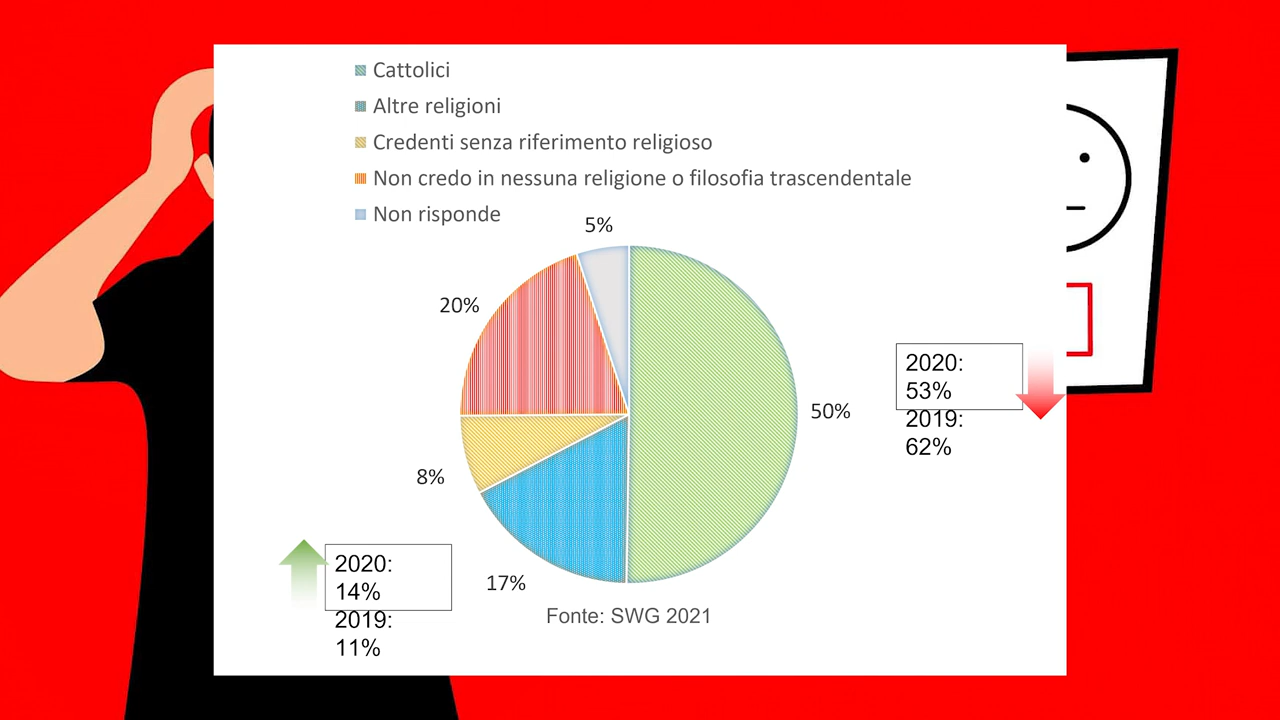 Cattolici
Altre religioni
Credenti senza riferimento religioso
Non credo in nessuna religione o filosofia trascendentale
Non risponde
5%
20%
50%
8%
17%
2020:
53%
2019:
62%
2020:
14%
2019:
11%
Fonte: SWG 2021